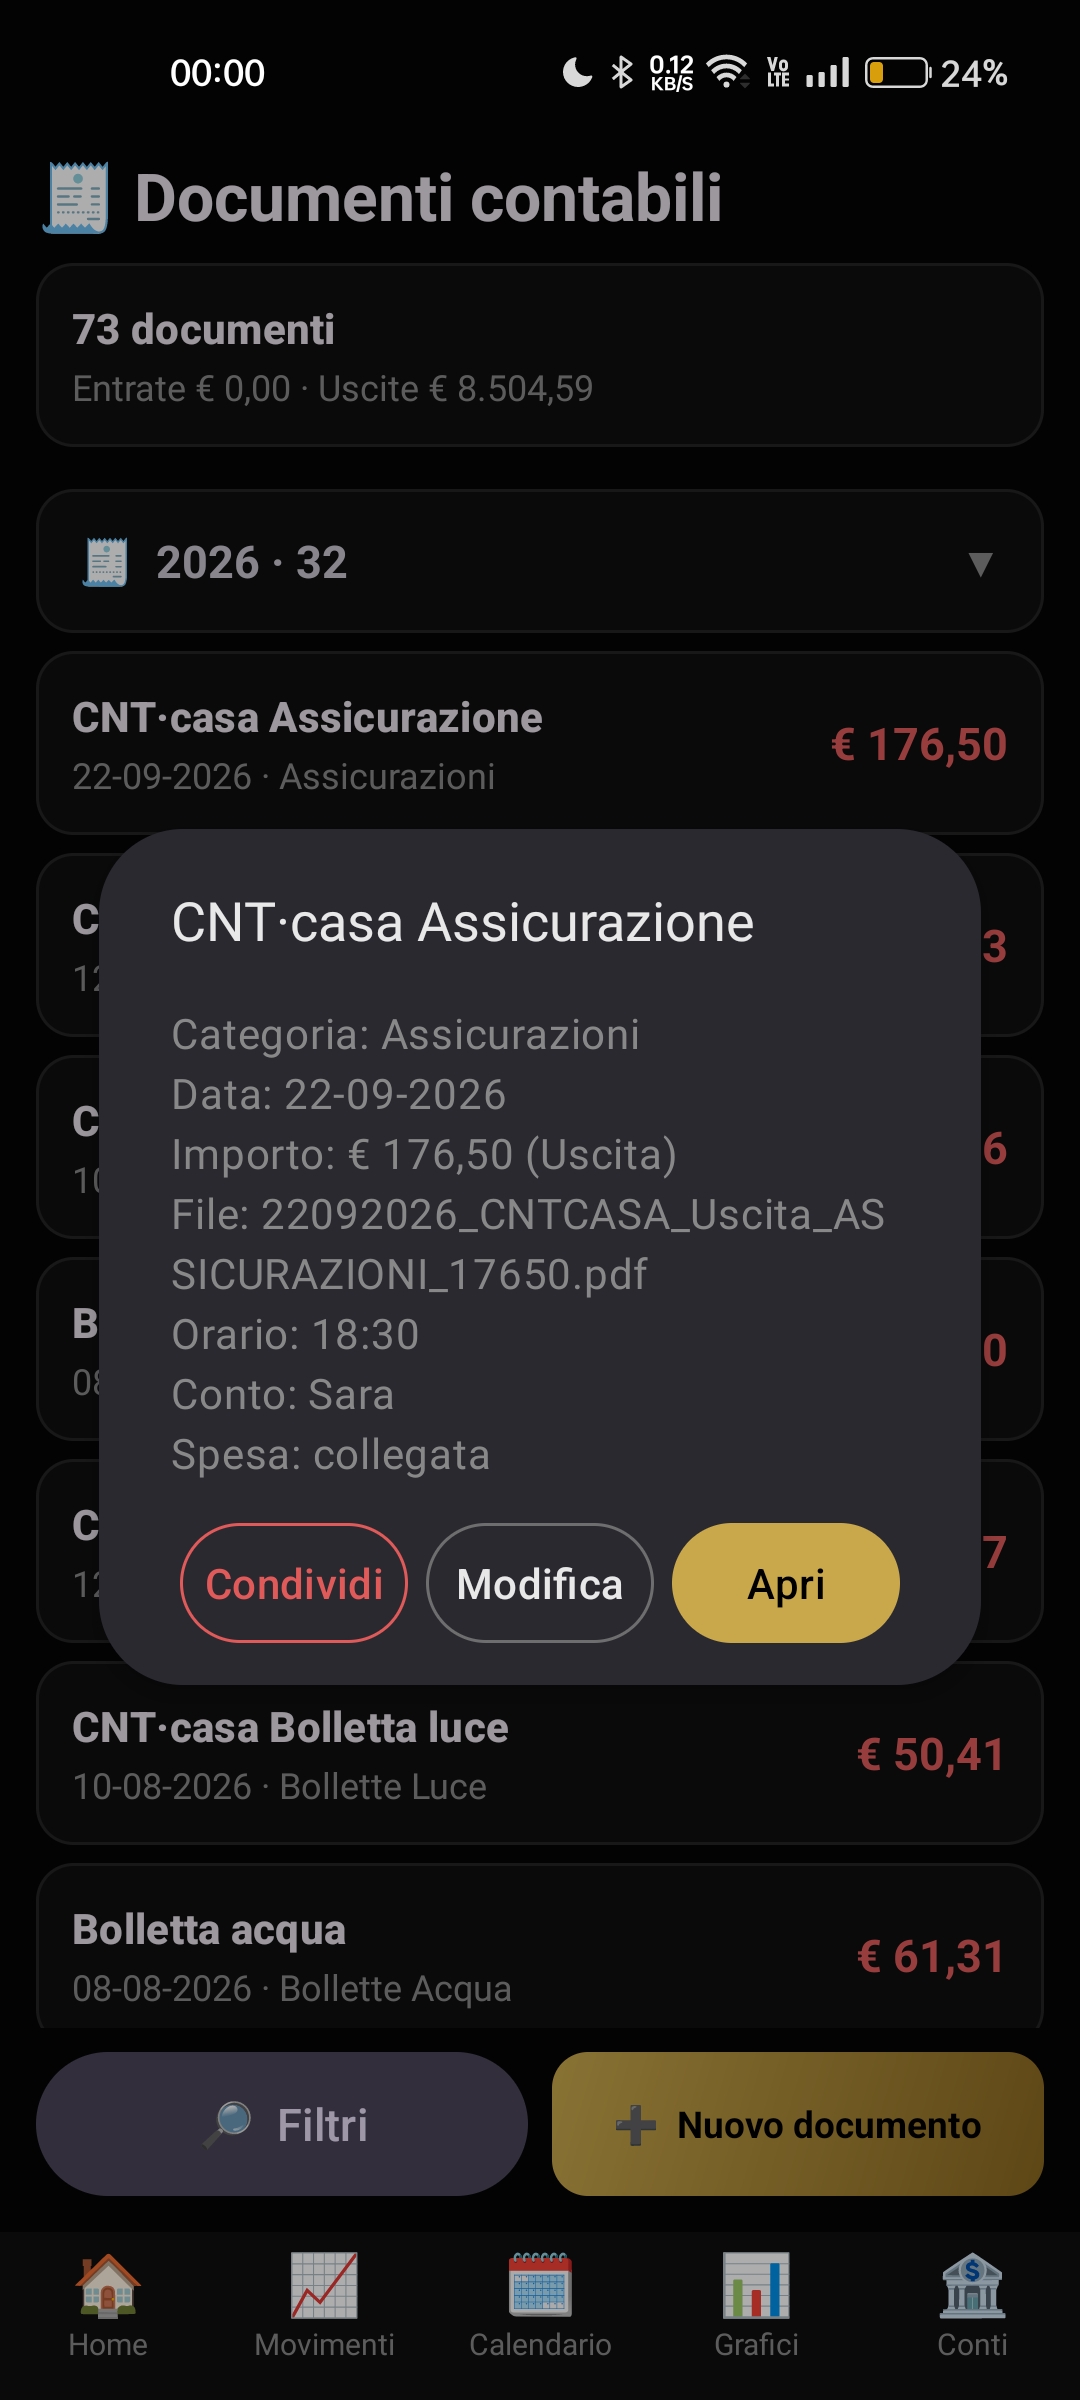 00:00
0.12 KB/S
Vo LTE
24%
Documenti contabili
73 documenti
Entrate € 0,00 · Uscite € 8.504,59
2026 · 32
▼
CNT·casa Assicurazione
€ 176,50
22-09-2026 · Assicurazioni
CNT·casa Assicurazione
Categoria: Assicurazioni
Data: 22-09-2026
Importo: € 176,50 (Uscita)
File: 22092026_CNTCASA_Uscita_AS
SICURAZIONI_17650.pdf
Orario: 18:30
Conto: Sara
Spesa: collegata
Condividi
Modifica
Apri
CNT·casa Bolletta luce
€ 50,41
10-08-2026 · Bollette Luce
Bolletta acqua
€ 61,31
08-08-2026 · Bollette Acqua
Filtri
Nuovo documento
Home
Movimenti
Calendario
Grafici
Conti